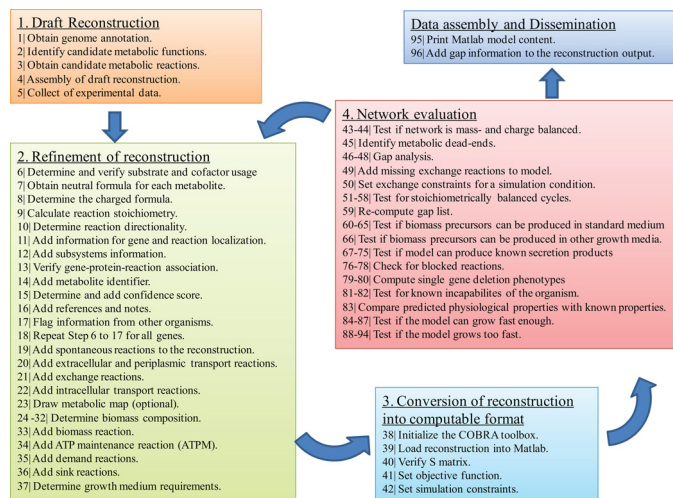 1. Draft Reconstruction
1| Obtain genome annotation.
2| Identify candidate metabolic functions.
3| Obtain candidate metabolic reactions.
4| Assembly of draft reconstruction.
5| Collect of experimental data.
2. Refinement of reconstruction
6| Determine and verify substrate and cofactor usage
7| Obtain neutral formula for each metabolite.
8| Determine the charged formula.
9| Calculate reaction stoichiometry.
10| Determine reaction directionality.
11| Add information for gene and reaction localization.
12| Add subsystems information.
13| Verify gene-protein-reaction association.
14| Add metabolite identifier.
15| Determine and add confidence score.
16| Add references and notes.
17| Flag information from other organisms.
18| Repeat Step 6 to 17 for all genes.
19| Add spontaneous reactions to the reconstruction.
20| Add extracellular and periplasmic transport reactions.
21| Add exchange reactions.
22| Add intracellular transport reactions.
23| Draw metabolic map (optional).
24 -32| Determine biomass composition.
33| Add biomass reaction.
34| Add ATP maintenance reaction (ATPM).
35| Add demand reactions.
36| Add sink reactions.
37| Determine growth medium requirements.
3. Conversion of reconstruction
into computable format
38| Initialize the COBRA toolbox.
39| Load reconstruction into Matlab.
40| Verify S matrix.
41| Set objective function.
42| Set simulation constraints.
4. Network evaluation
43-44| Test if network is mass- and charge balanced.
45| Identify metabolic dead-ends.
46-48| Gap analysis.
49| Add missing exchange reactions to model.
50| Set exchange constraints for a simulation condition.
51-58| Test for stoichiometrically balanced cycles.
59| Re-compute gap list.
60-65| Test if biomass precursors can be produced in standard medium
66| Test if biomass precursors can be produced in other growth media.
67-75| Test if model can produce known secretion products
76-78| Check for blocked reactions.
79-80| Compute single gene deletion phenotypes
81-82| Test for known incapabilites of the organism.
83| Compare predicted physiological properties with known properties.
84-87| Test if the model can grow fast enough.
88-94| Test if the model grows too fast.
Data assembly and Dissemination
95| Print Matlab model content.
96| Add gap information to the reconstruction output.